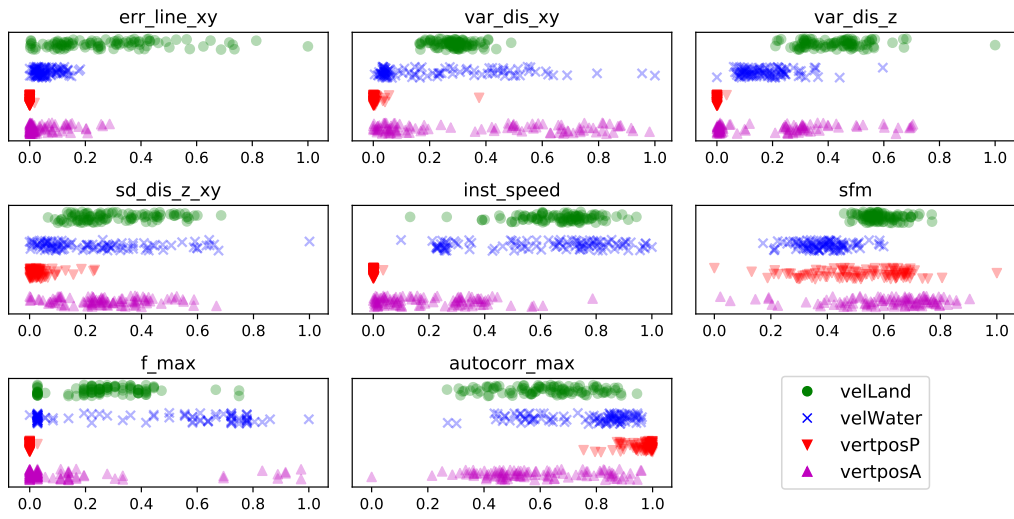 err_line_xy var_dis_xy var_dis_z
0.0 0.2 0.4 0.6 0.8 1.0 0.0 0.2 0.4 0.6 0.8 1.0 0.0 0.2 0.4 0.6 0.8 1.0
sd_dis_z_xy inst_speed sfm
0.0 0.2 0.4 0.6 0.8 1.0 0.0 0.2 0.4 0.6 0.8 1.0 0.0 0.2 0.4 0.6 0.8 1.0
f_max autocorr_max
velLand
velWater
vertposP
vertposA
0.0 0.2 0.4 0.6 0.8 1.0 0.0 0.2 0.4 0.6 0.8 1.0